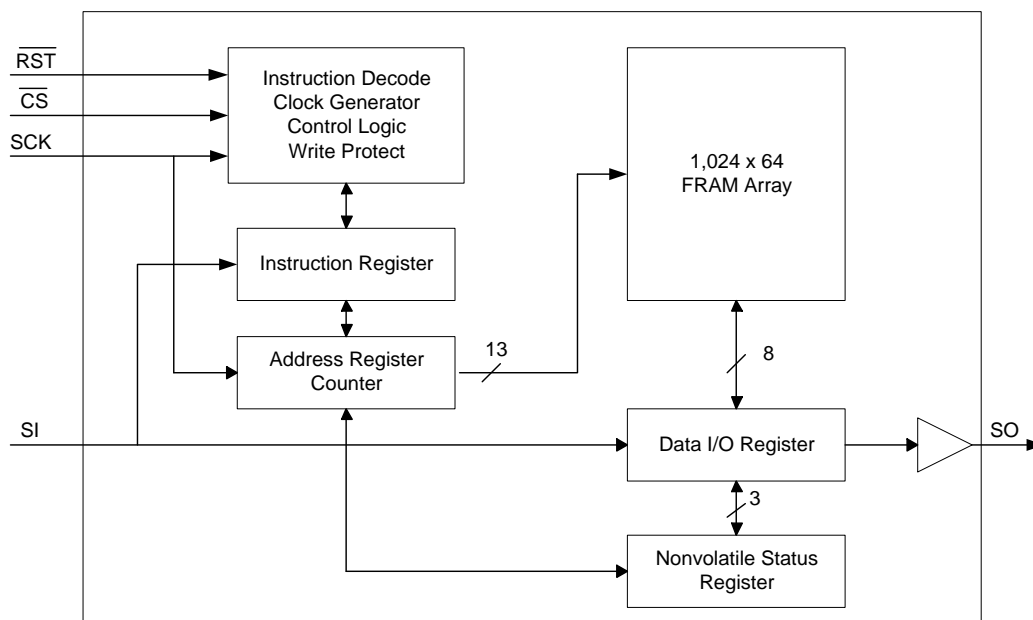 RST
CS
SCK
Instruction Decode
Clock Generator
Control Logic
Write Protect
1,024 x 64
FRAM Array
Instruction Register
Address Register
Counter
13
8
SI
Data I/O Register
SO
3
Nonvolatile Status
Register